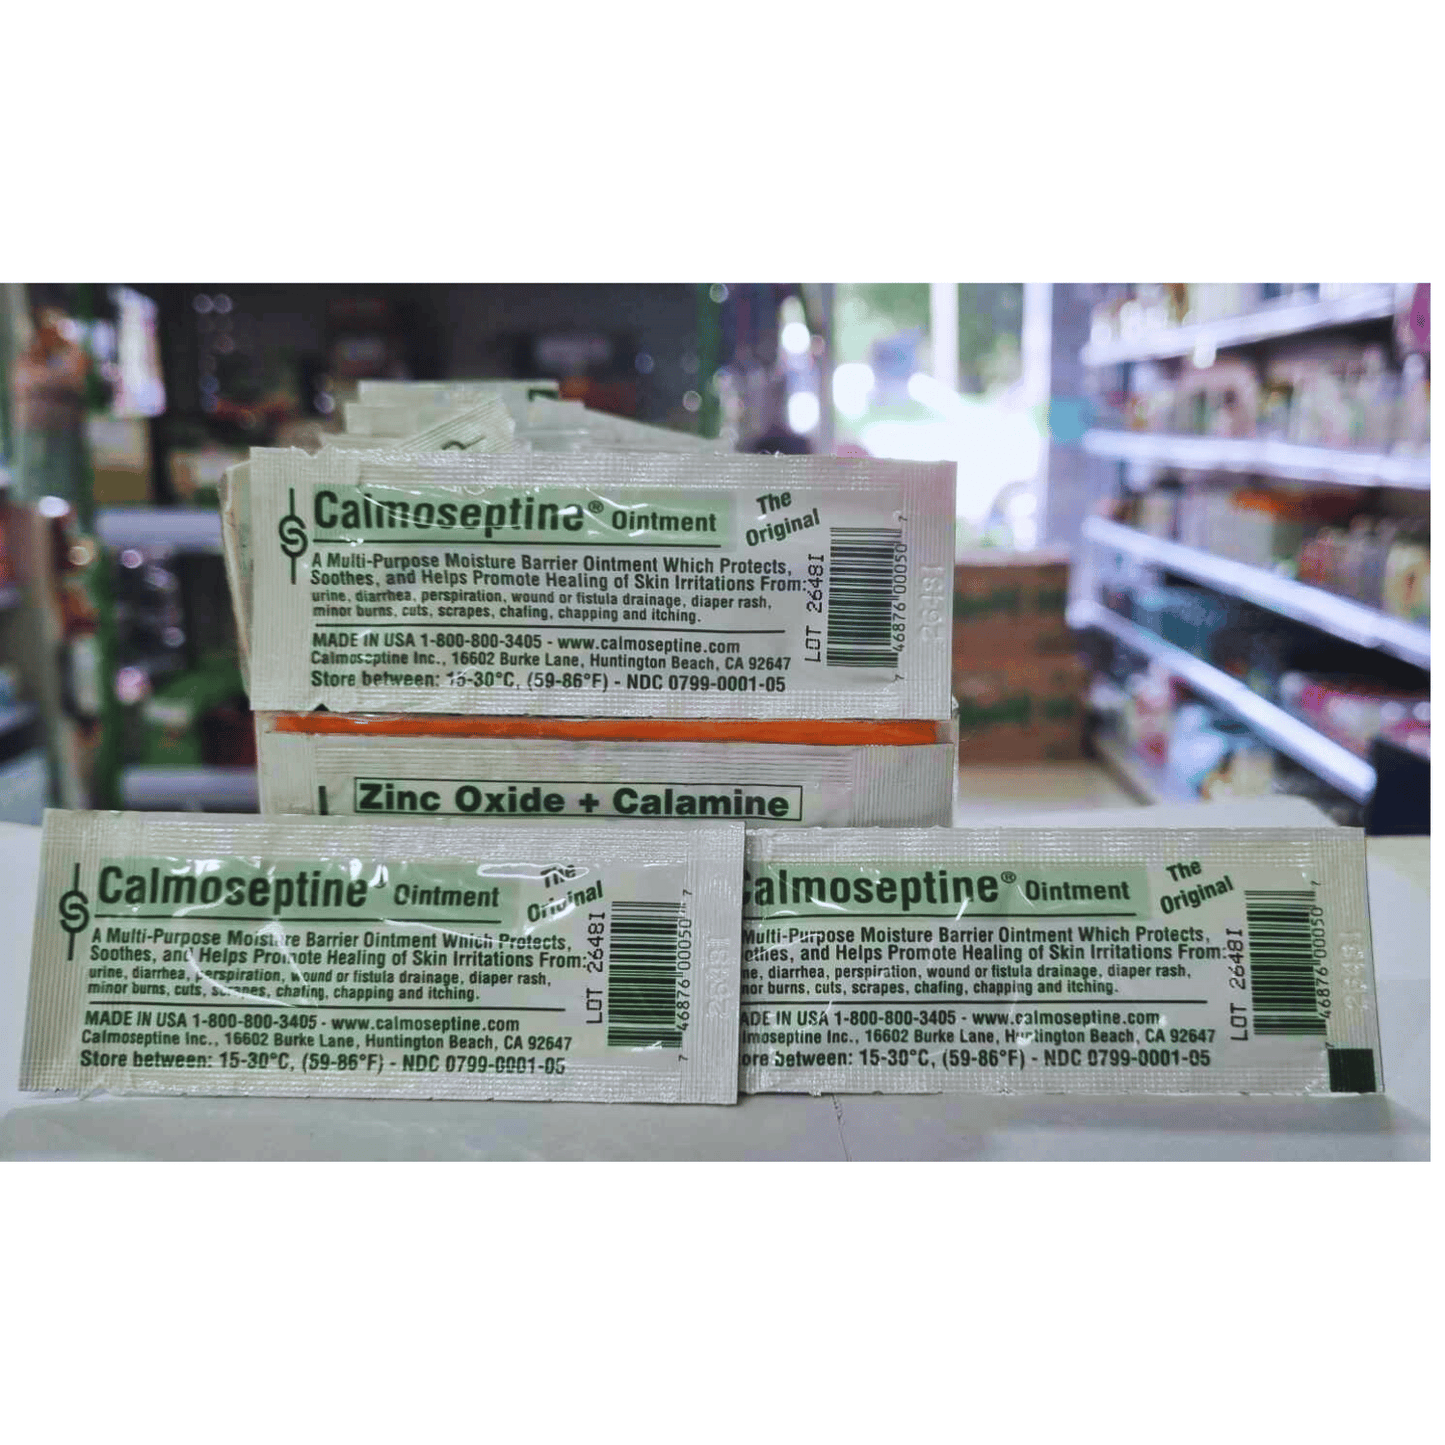 Calmoseptine® Ointment
The Original
A Multi-Purpose Moisture Barrier Ointment Which Protects,
Soothes, and Helps Promote Healing of Skin Irritations From:
urine, diarrhea, perspiration, wound or fistula drainage, diaper rash,
minor burns, cuts, scrapes, chafing, chapping and itching.
MADE IN USA 1-800-800-3405 - www.calmoseptine.com
Calmoseptine Inc., 16602 Burke Lane, Huntington Beach, CA 92647
Store between: 15-30°C, (59-86°F) - NDC 0799-0001-05
LOT 2648I
7 46876 00050 7
2648I
Zinc Oxide + Calamine
Calmoseptine® Ointment
The Original
A Multi-Purpose Moisture Barrier Ointment Which Protects,
Soothes, and Helps Promote Healing of Skin Irritations From:
urine, diarrhea, perspiration, wound or fistula drainage, diaper rash,
minor burns, cuts, scrapes, chafing, chapping and itching.
MADE IN USA 1-800-800-3405 - www.calmoseptine.com
Calmoseptine Inc., 16602 Burke Lane, Huntington Beach, CA 92647
Store between: 15-30°C, (59-86°F) - NDC 0799-0001-05
LOT 2648I
7 46876 00050 7
2648I
almoseptine® Ointment
The Original
Multi-Purpose Moisture Barrier Ointment Which Protects,
othes, and Helps Promote Healing of Skin Irritations From:
ne, diarrhea, perspiration, wound or fistula drainage, diaper rash,
nor burns, cuts, scrapes, chafing, chapping and itching.
ADE IN USA 1-800-800-3405 - www.calmoseptine.com
lmoseptine Inc., 16602 Burke Lane, Huntington Beach, CA 92647
ore between: 15-30°C, (59-86°F) - NDC 0799-0001-05
LOT 2648I
7 46876 00050 7
2648I